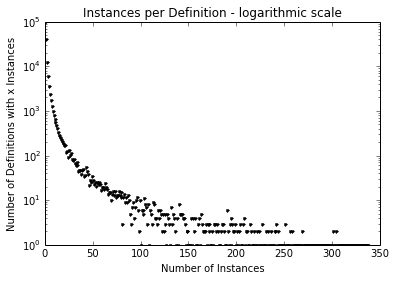 Instances per Definition - logarithmic scale
Number of Definitions with x Instances
10^5
10^4
10^3
10^2
10^1
10^0
0 50 100 150 200 250 300 350
Number of Instances